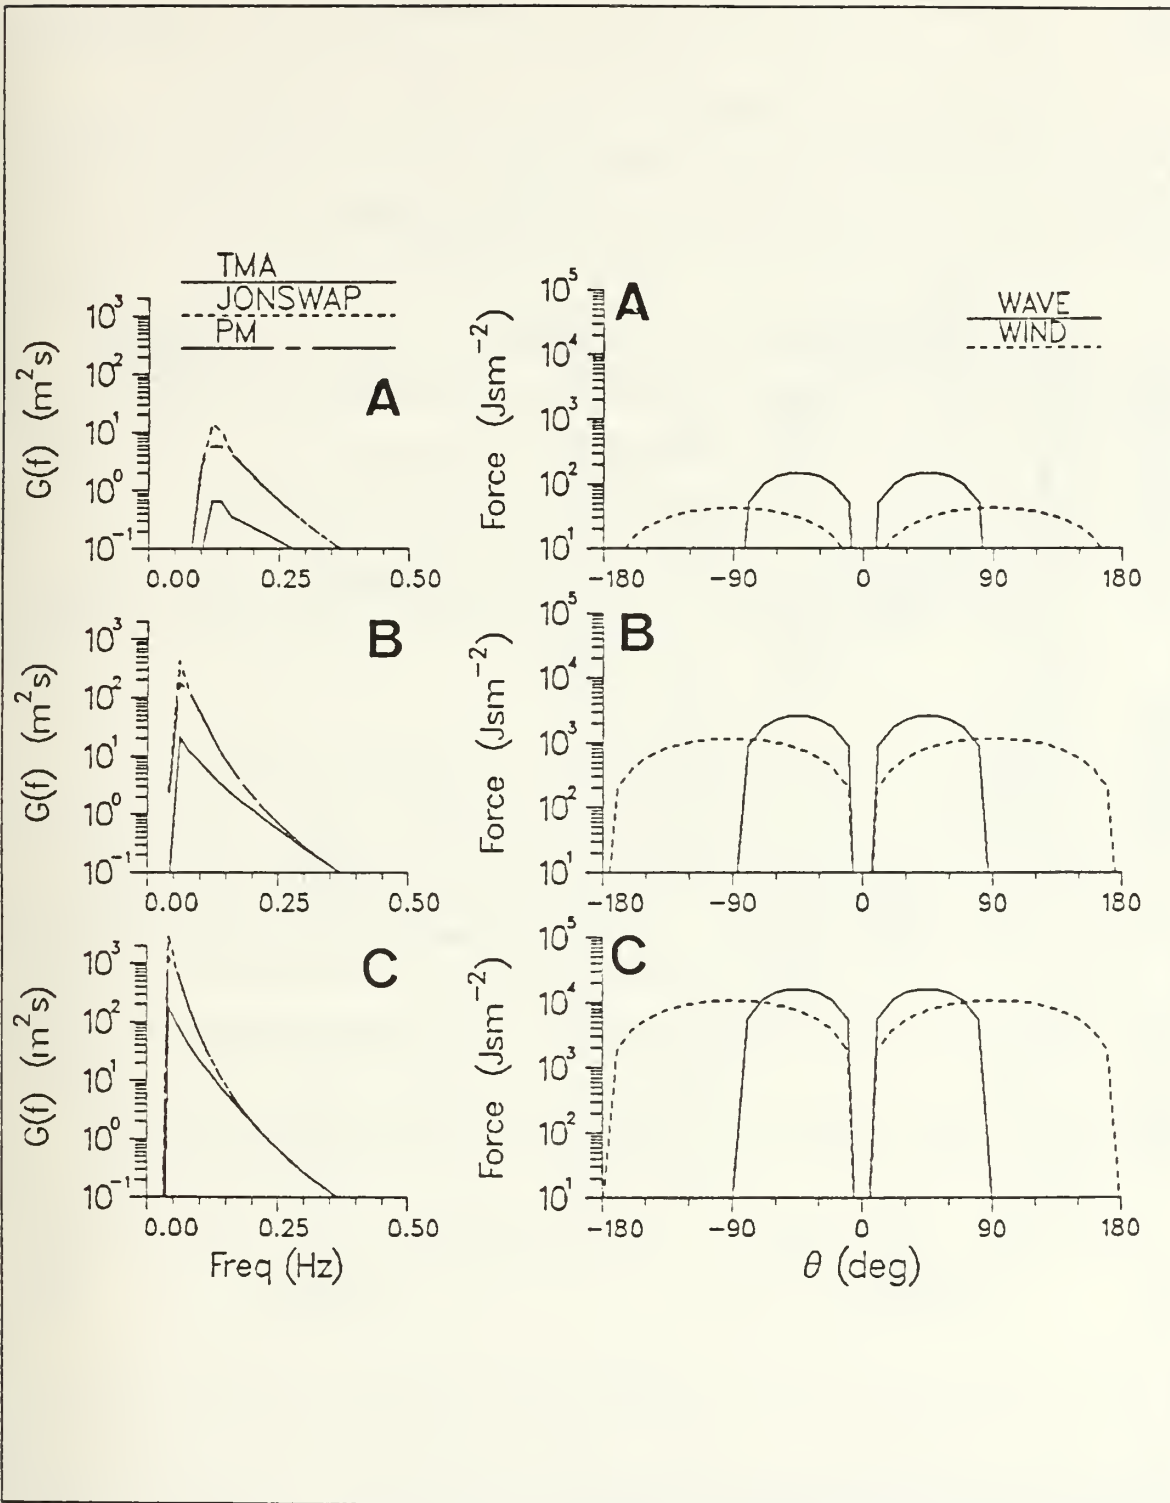 TMA
JONSWAP
PM
A
G(f) (m²s)
10³
10²
10¹
10⁰
10⁻¹
0.00 0.25 0.50
B
G(f) (m²s)
10³
10²
10¹
10⁰
10⁻¹
0.00 0.25 0.50
C
G(f) (m²s)
10³
10²
10¹
10⁰
10⁻¹
0.00 0.25 0.50
Freq (Hz)
A
WAVE
WIND
Force (Jsm⁻²)
10⁵
10⁴
10³
10²
10¹
-180 -90 0 90 180
B
Force (Jsm⁻²)
10⁵
10⁴
10³
10²
10¹
-180 -90 0 90 180
C
Force (Jsm⁻²)
10⁵
10⁴
10³
10²
10¹
-180 -90 0 90 180
θ (deg)